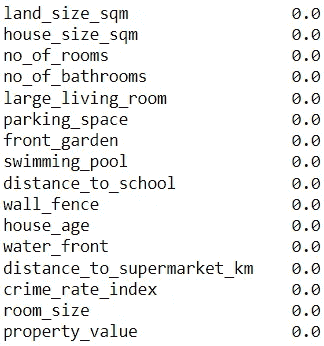 land_size_sqm 0.0
house_size_sqm 0.0
no_of_rooms 0.0
no_of_bathrooms 0.0
large_living_room 0.0
parking_space 0.0
front_garden 0.0
swimming_pool 0.0
distance_to_school 0.0
wall_fence 0.0
house_age 0.0
water_front 0.0
distance_to_supermarket_km 0.0
crime_rate_index 0.0
room_size 0.0
property_value 0.0